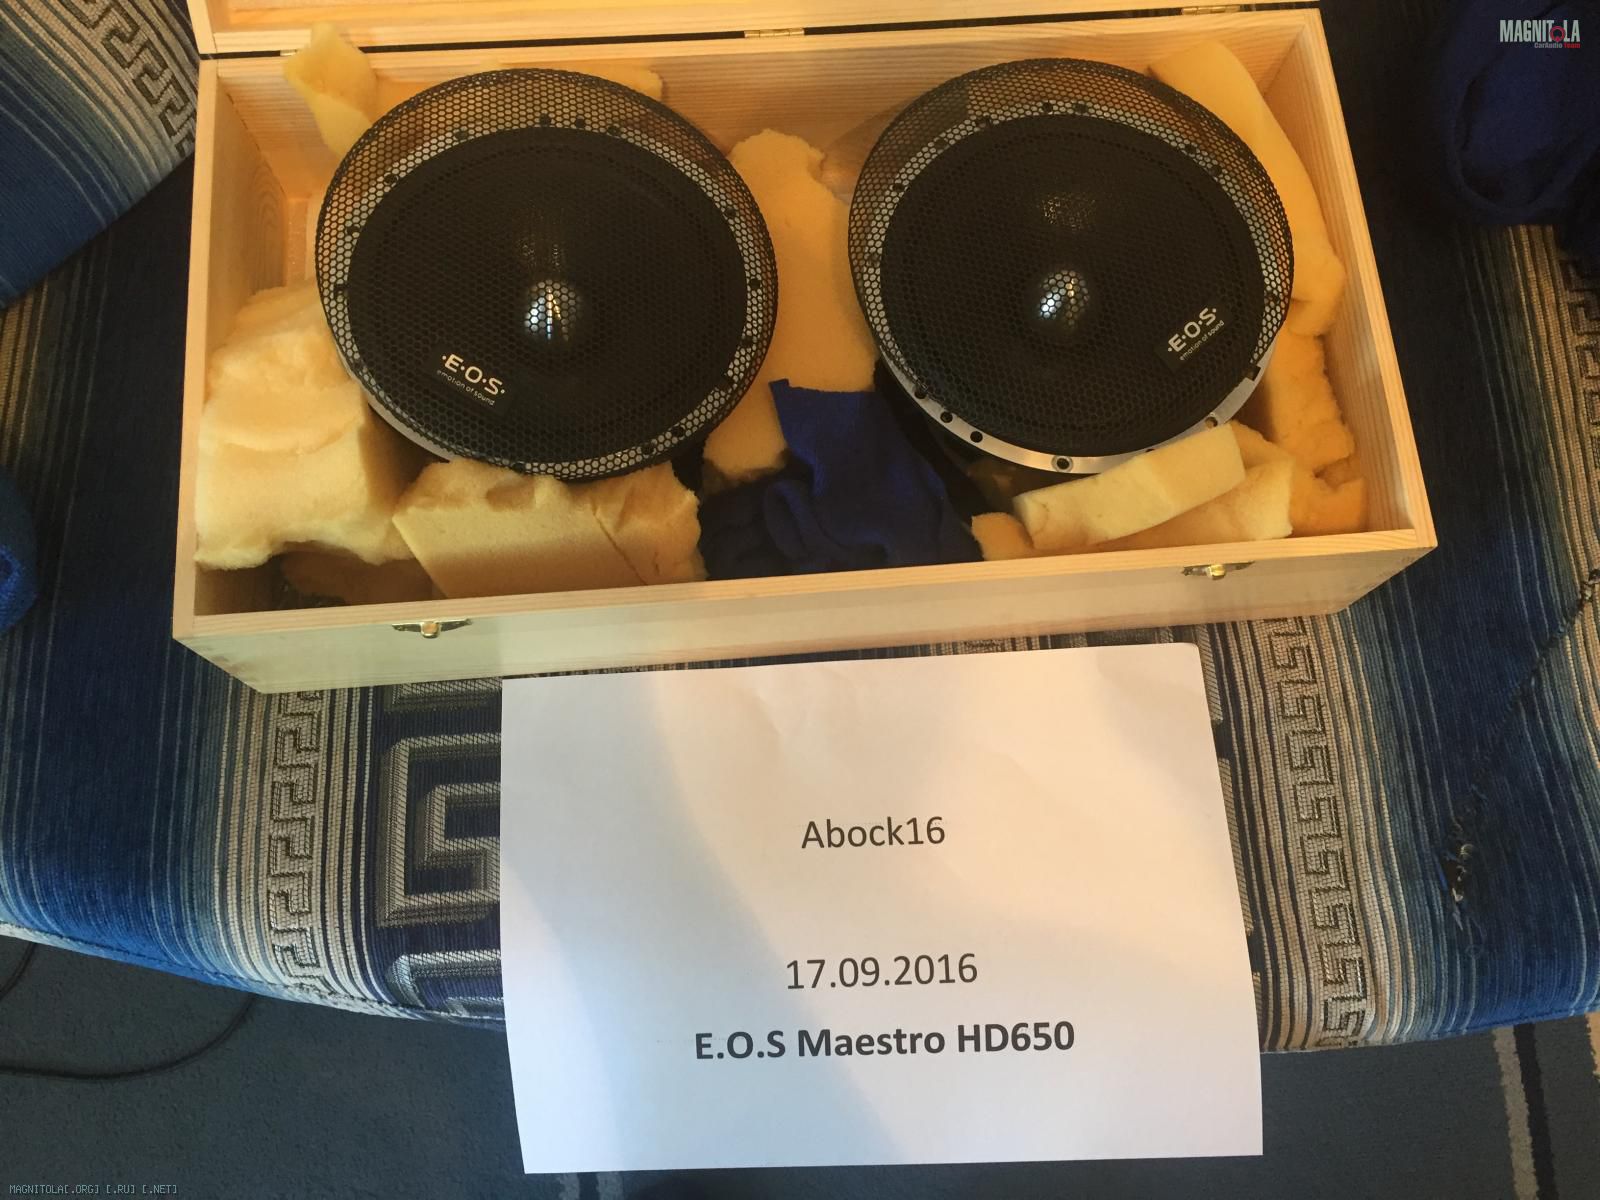 MAGNITOLA
CarAudio Team
·E·O·S·
emotion of sound
·E·O·S·
emotion of sound
Abock16
17.09.2016
E.O.S Maestro HD650
MAGNITOLA[.ORG] [.RU] [.NET]